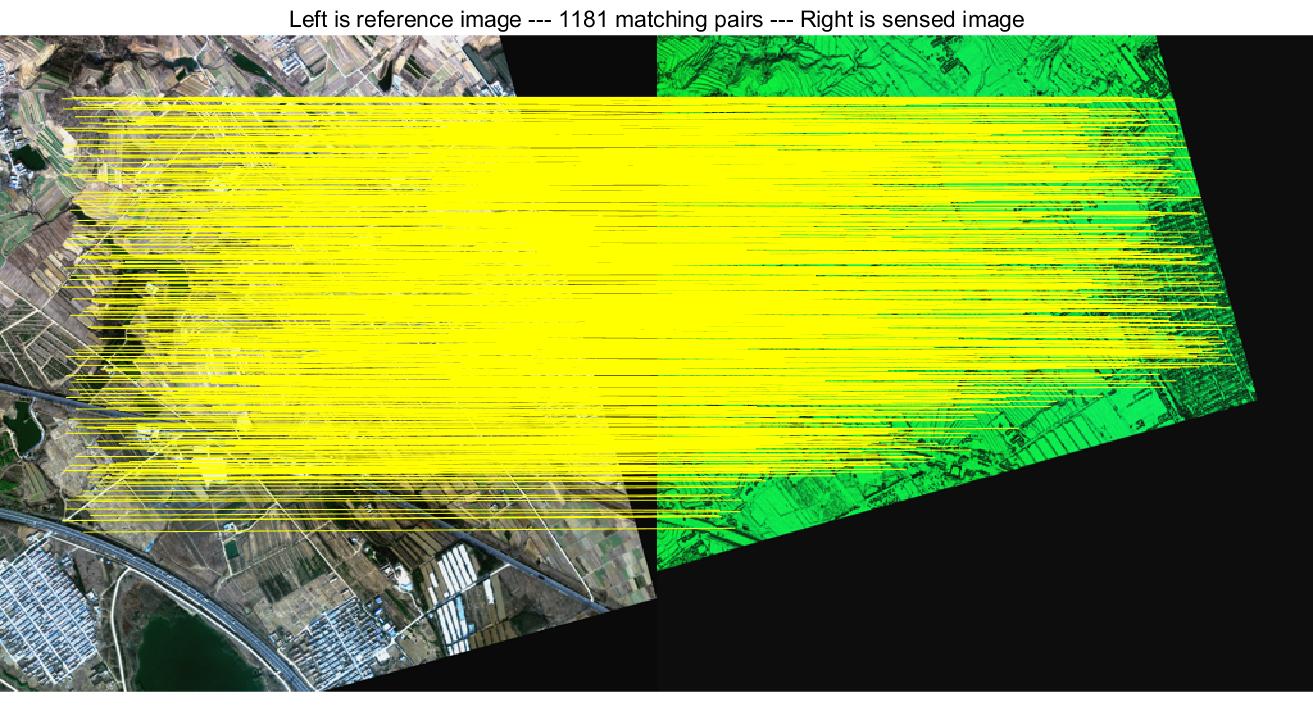 Left is reference image --- 1181 matching pairs --- Right is sensed image